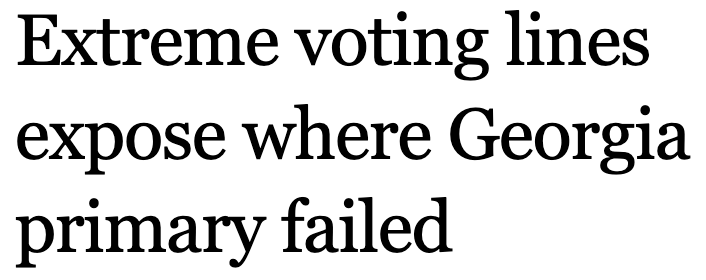 Extreme voting lines
expose where Georgia
primary failed